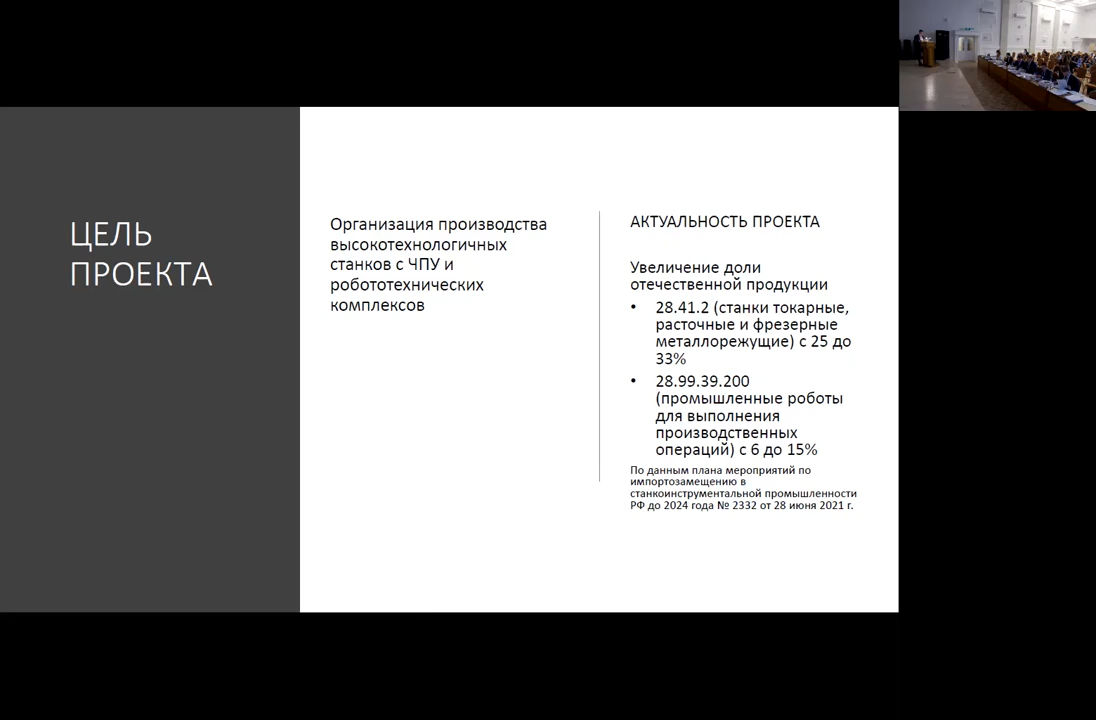 ЦЕЛЬ
ПРОЕКТА
Организация производства
высокотехнологичных
станков с ЧПУ и
робототехнических
комплексов
АКТУАЛЬНОСТЬ ПРОЕКТА
Увеличение доли
отечественной продукции
• 28.41.2 (станки токарные,
расточные и фрезерные
металлорежущие) с 25 до
33%
• 28.99.39.200
(промышленные роботы
для выполнения
производственных
операций) с 6 до 15%
По данным плана мероприятий по
импортозамещению в
станкоинструментальной промышленности
РФ до 2024 года № 2332 от 28 июня 2021 г.